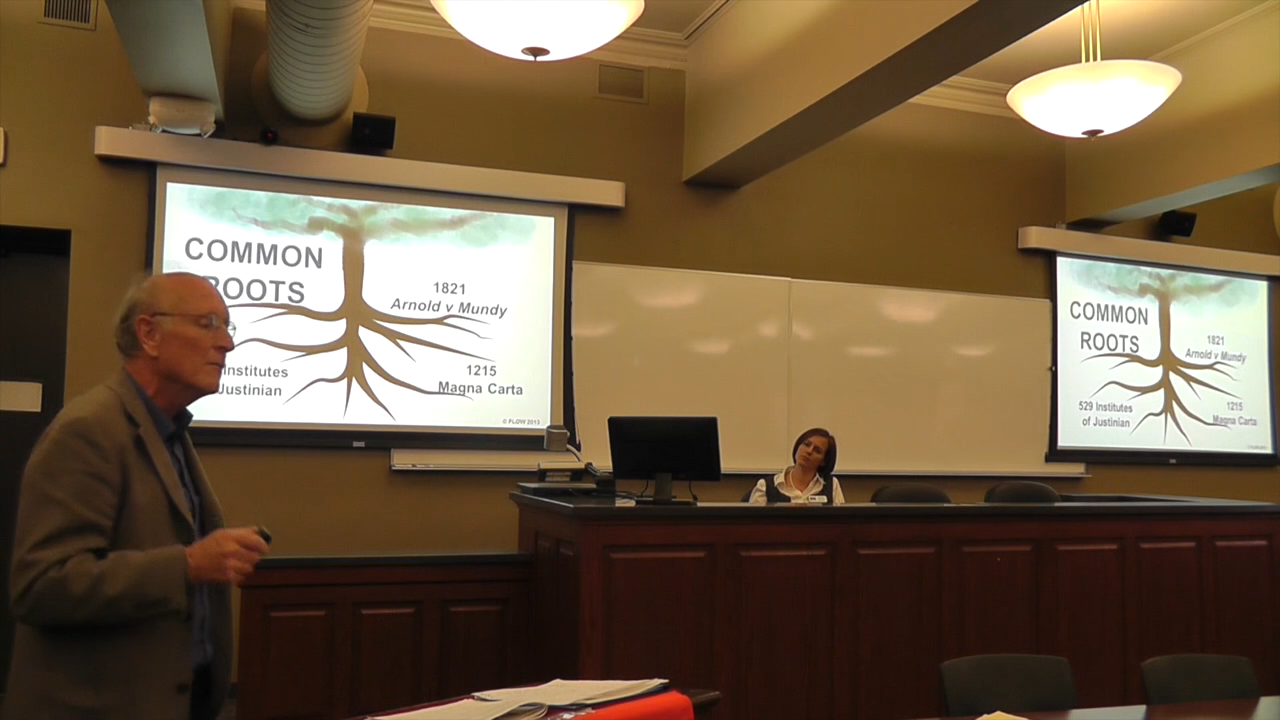 COMMON
ROOTS
1821
Arnold v Mundy
Institutes
Justinian
1215
Magna Carta
© FLOW 2013
COMMON
ROOTS
1821
Arnold v Mundy
529 Institutes
of Justinian
1215
Magna Carta